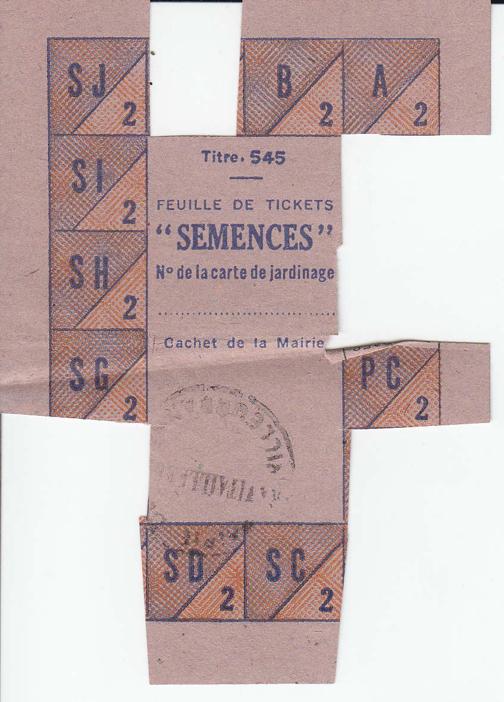 SJ 2
B 2
A 2
Titre. 545
SI 2
FEUILLE DE TICKETS
"SEMENCES"
SH 2
No de la carte de jardinage
Cachet de la Mairie
SG 2
PC 2
SD 2
SC 2